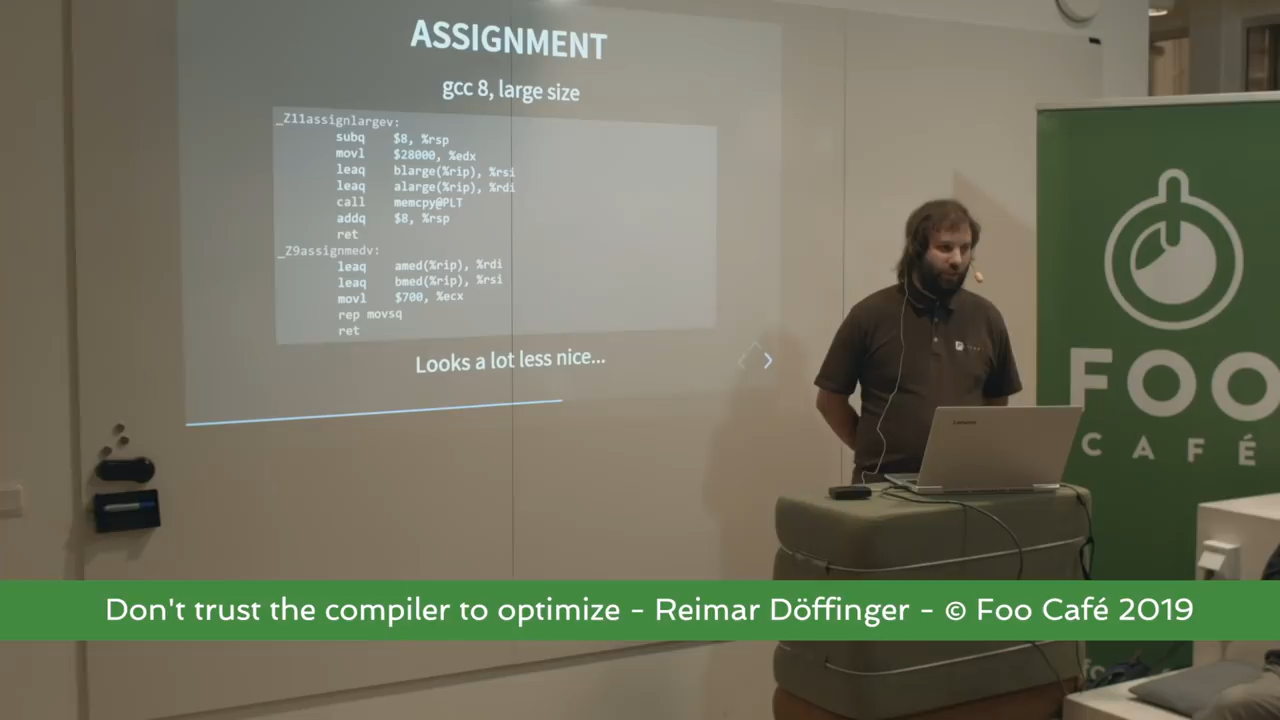 ASSIGNMENT
gcc 8, large size
_Z11assignlargev:
subq $8, %rsp
movl $28000, %edx
leaq blarge(%rip), %rsi
leaq alarge(%rip), %rdi
call memcpy@PLT
addq $8, %rsp
ret
_Z9assignmedv:
leaq amed(%rip), %rdi
leaq bmed(%rip), %rsi
movl $700, %ecx
rep movsq
ret
Looks a lot less nice...
FOO
CAFÉ
Lenovo
Don't trust the compiler to optimize - Reimar Döffinger - © Foo Café 2019